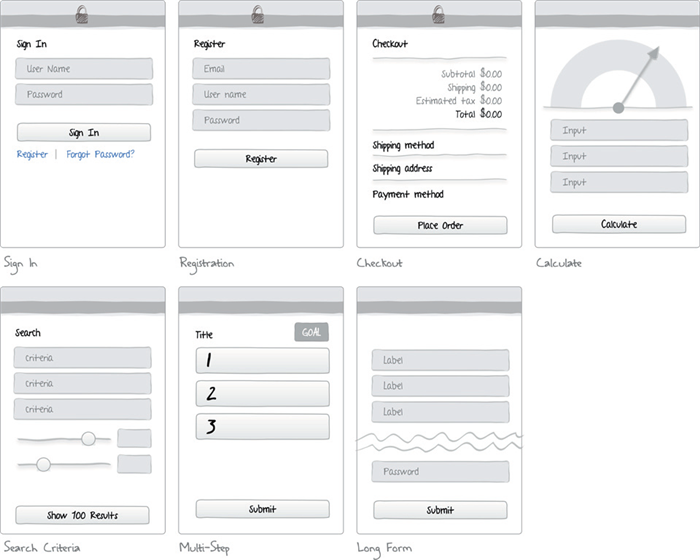 Sign In
User Name
Password
Sign In
Register | Forgot Password?
Sign In
Register
Email
User name
Password
Register
Registration
Checkout
Subtotal $0.00
Shipping $0.00
Estimated tax $0.00
Total $0.00
Shipping method
Shipping address
Payment method
Place Order
Checkout
Input
Input
Input
Calculate
Calculate
Search
Criteria
Criteria
Criteria
Show 100 Results
Search Criteria
Title GOAL
1
2
3
Submit
Multi-Step
Label
Label
Label
Password
Submit
Long Form